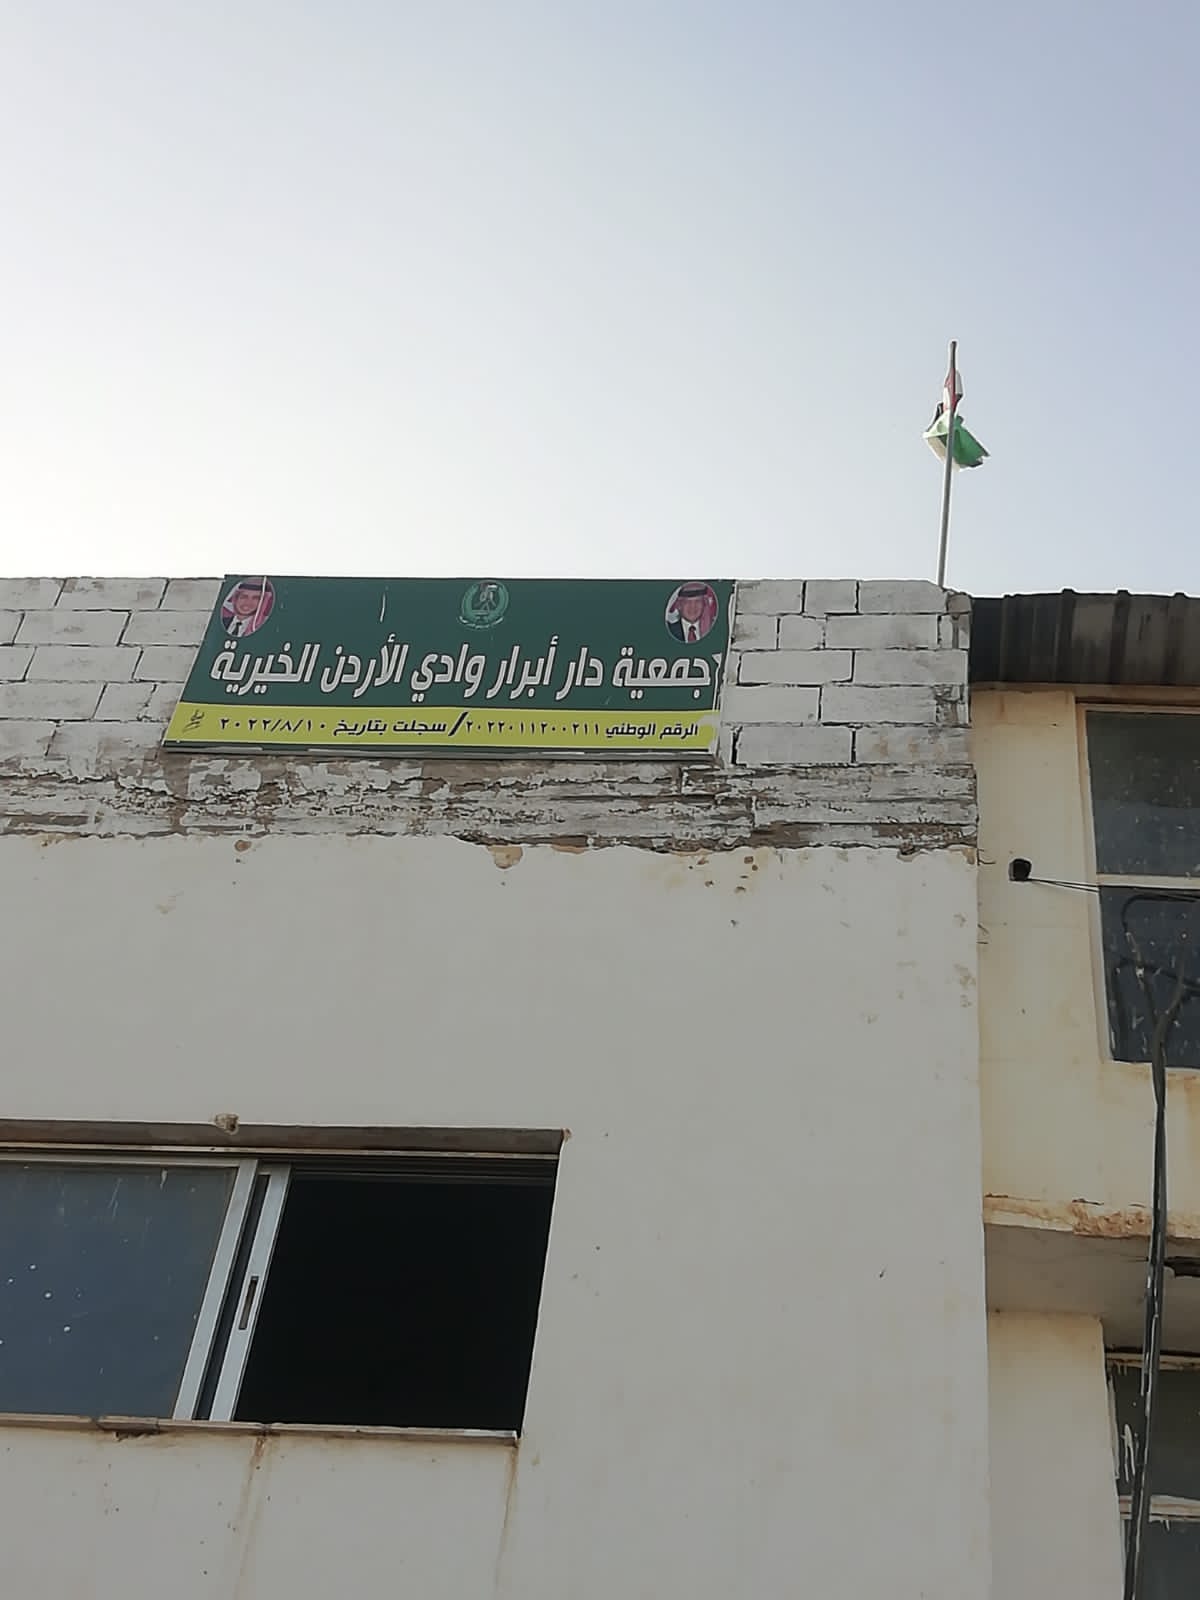 جمعية دار أبرار وادي الأردن الخيرية
الرقم الوطني ٢٠٢٢٠١١٢٠٠٢١١/ سجلت بتاريخ ٢٠٢٢/٨/١٠